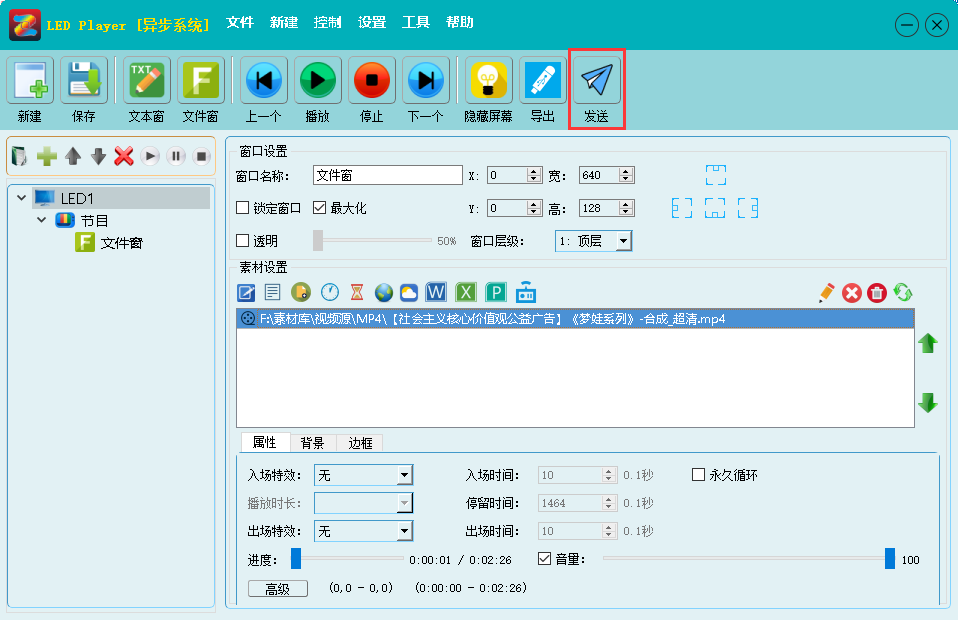 LED Player [异步系统] 文件 新建 控制 设置 工具 帮助
TXT F
新建 保存 文本窗 文件窗 上一个 播放 停止 下一个 隐藏屏幕 导出 发送
LED1
节目
F 文件窗
窗口设置
窗口名称: 文件窗 X: 0 宽: 640
锁定窗口 最大化 Y: 0 高: 128
透明 50% 窗口层级: 1: 顶层
素材设置
W X P
F:\素材库\视频源\MP4\【社会主义核心价值观公益广告】《梦娃系列》-合成_超清.mp4
属性 背景 边框
入场特效: 无 入场时间: 10 0.1秒 永久循环
播放时长: 停留时间: 1464 0.1秒
出场特效: 无 出场时间: 10 0.1秒
进度: 0:00:01 / 0:02:26 音量: 100
高级 (0,0 - 0,0) (0:00:00 - 0:02:26)